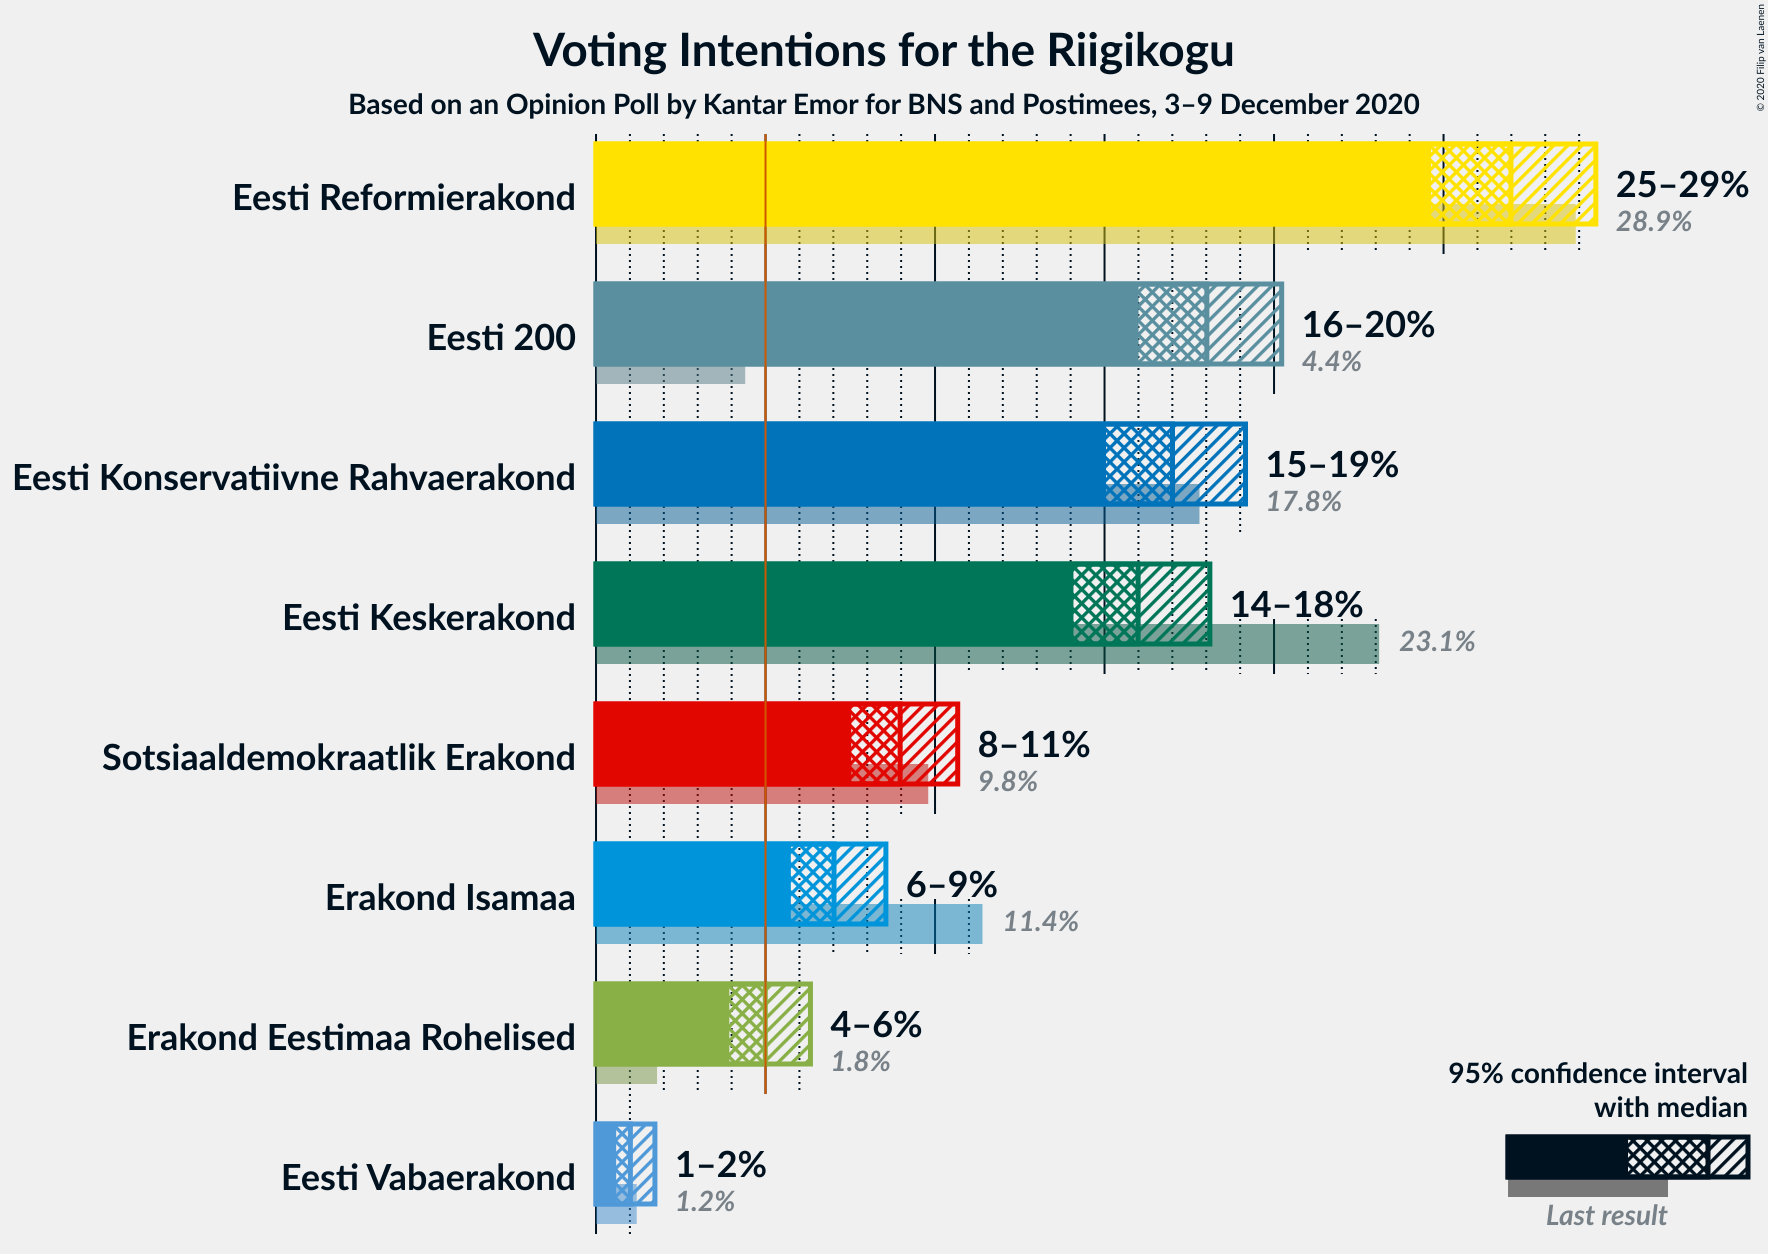 Voting Intentions for the Riigikogu
Based on an Opinion Poll by Kantar Emor for BNS and Postimees, 3–9 December 2020
© 2020 Filip van Laenen
Eesti Reformierakond
25–29%
28.9%
Eesti 200
16–20%
4.4%
Eesti Konservatiivne Rahvaerakond
15–19%
17.8%
Eesti Keskerakond
14–18%
23.1%
Sotsiaaldemokraatlik Erakond
8–11%
9.8%
Erakond Isamaa
6–9%
11.4%
Erakond Eestimaa Rohelised
4–6%
1.8%
Eesti Vabaerakond
1–2%
1.2%
95% confidence interval
with median
Last result